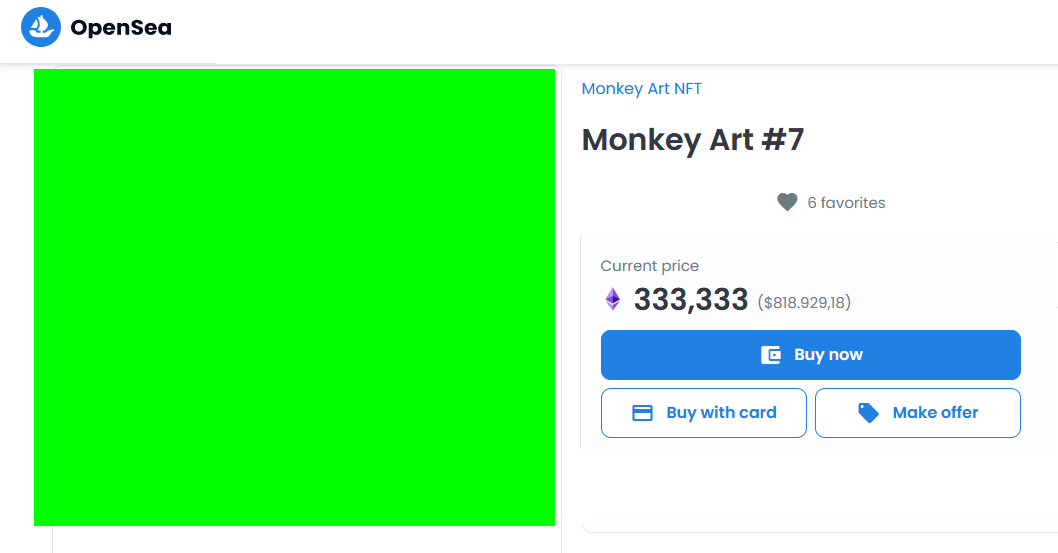 OpenSea
Monkey Art NFT
Monkey Art #7
6 favorites
Current price
333,333 ($818.929,18)
Buy now
Buy with card
Make offer